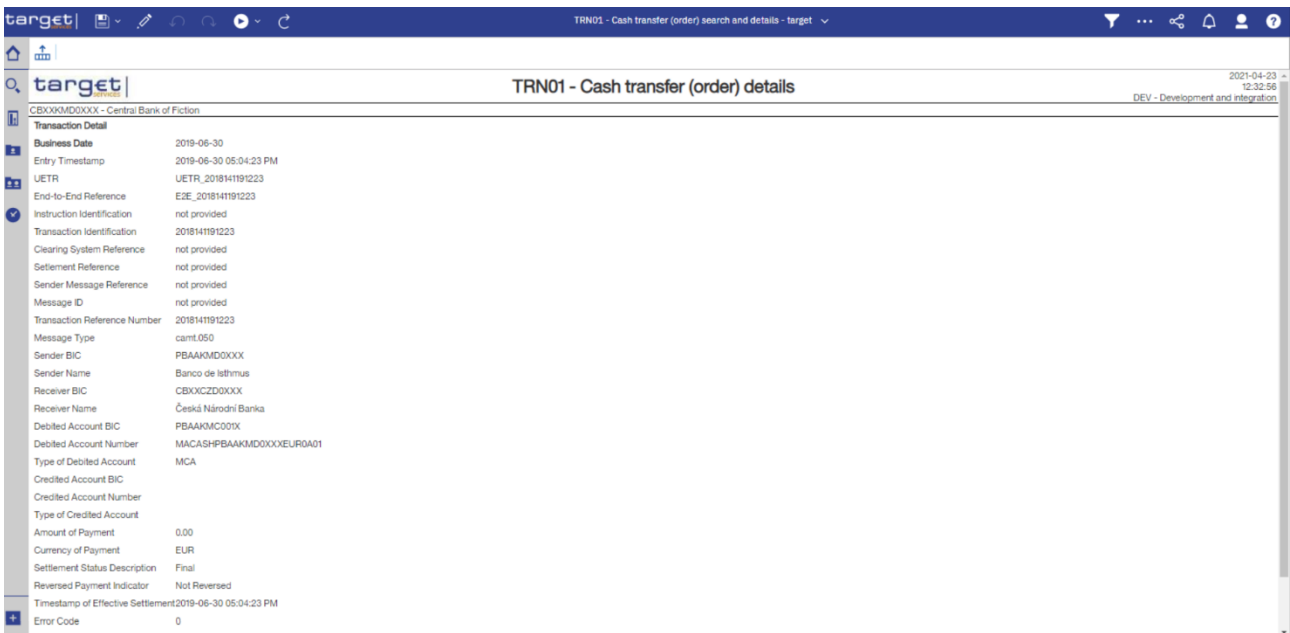 target| TRN01 - Cash transfer (order) search and details - target
target| services
TRN01 - Cash transfer (order) details
2021-04-23
12:32:56
DEV - Development and integration
CBXXKMD0XXX - Central Bank of Fiction
Transaction Detail
Business Date 2019-06-30
Entry Timestamp 2019-06-30 05:04:23 PM
UETR UETR_2018141191223
End-to-End Reference E2E_2018141191223
Instruction Identification not provided
Transaction Identification 2018141191223
Clearing System Reference not provided
Setlement Reference not provided
Sender Message Reference not provided
Message ID not provided
Transaction Reference Number 2018141191223
Message Type camt.050
Sender BIC PBAAKMD0XXX
Sender Name Banco de Isthmus
Receiver BIC CBXXCZD0XXX
Receiver Name Česká Národní Banka
Debited Account BIC PBAAKMC001X
Debited Account Number MACASHPBAAKMD0XXXEUR0A01
Type of Debited Account MCA
Credited Account BIC
Credited Account Number
Type of Credited Account
Amount of Payment 0.00
Currency of Payment EUR
Settlement Status Description Final
Reversed Payment Indicator Not Reversed
Timestamp of Effective Settlement 2019-06-30 05:04:23 PM
Error Code 0